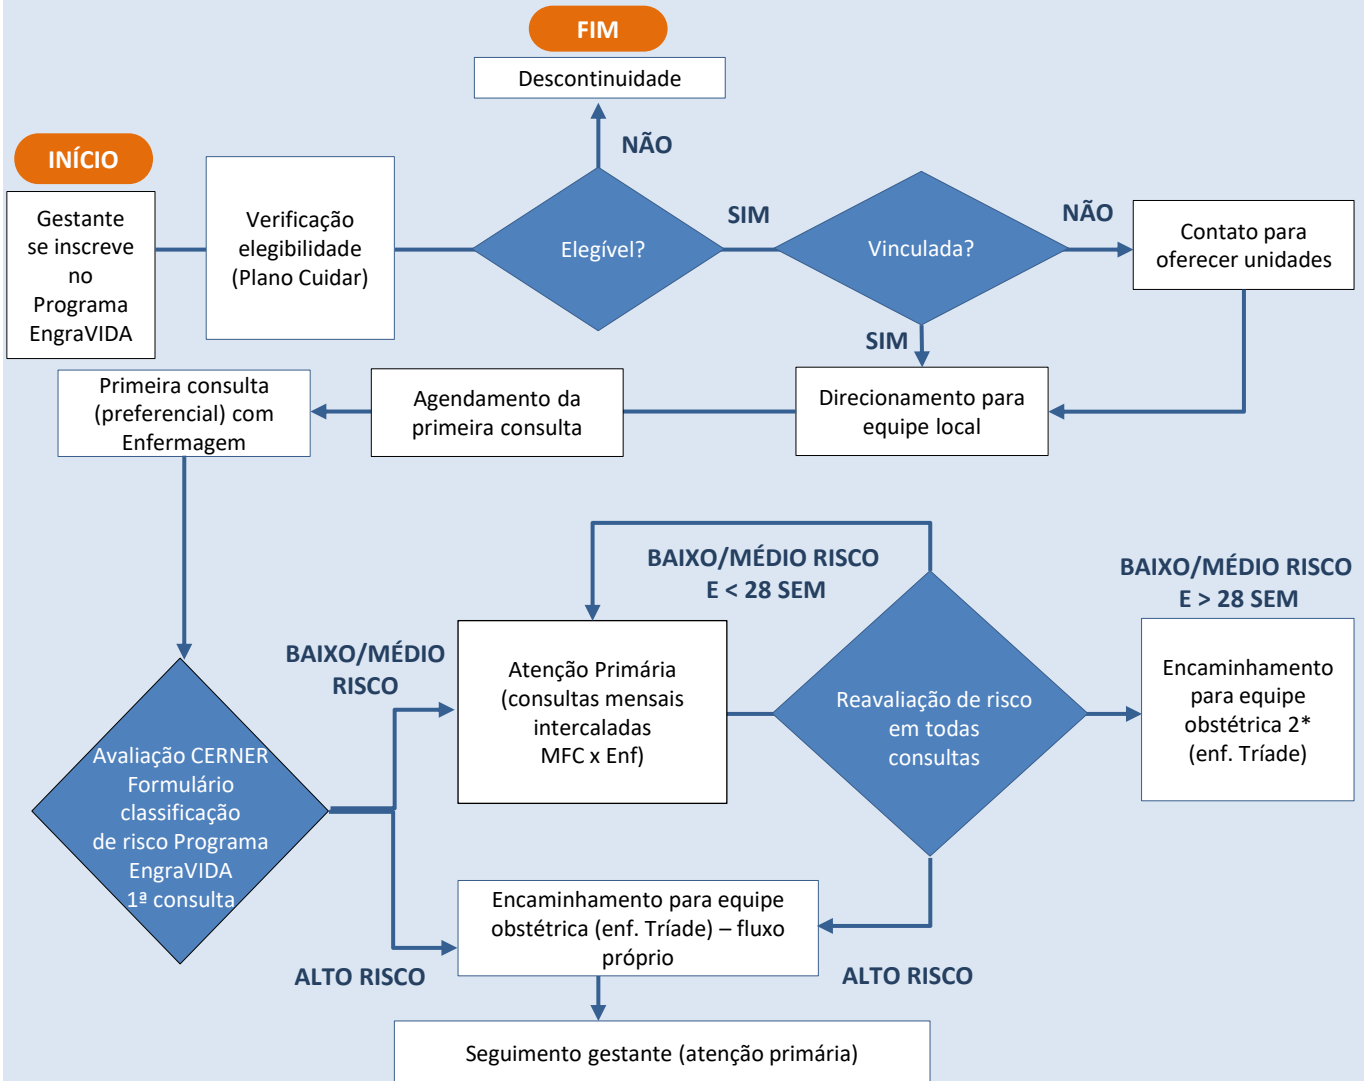 FIM
Descontinuidade
NÃO
INÍCIO
Gestante
se inscreve
no
Programa
EngraVIDA
Verificação
elegibilidade
(Plano Cuidar)
Elegível?
SIM
Vinculada?
NÃO
Contato para
oferecer unidades
SIM
Direcionamento para
equipe local
Agendamento da
primeira consulta
Primeira consulta
(preferencial) com
Enfermagem
Avaliação CERNER
Formulário
classificação
de risco Programa
EngraVIDA
1ª consulta
BAIXO/MÉDIO
RISCO
Atenção Primária
(consultas mensais
intercaladas
MFC x Enf)
BAIXO/MÉDIO RISCO
E < 28 SEM
Reavaliação de risco
em todas
consultas
BAIXO/MÉDIO RISCO
E > 28 SEM
Encaminhamento
para equipe
obstétrica 2*
(enf. Tríade)
ALTO RISCO
Encaminhamento para equipe
obstétrica (enf. Tríade) – fluxo
próprio
ALTO RISCO
Seguimento gestante (atenção primária)